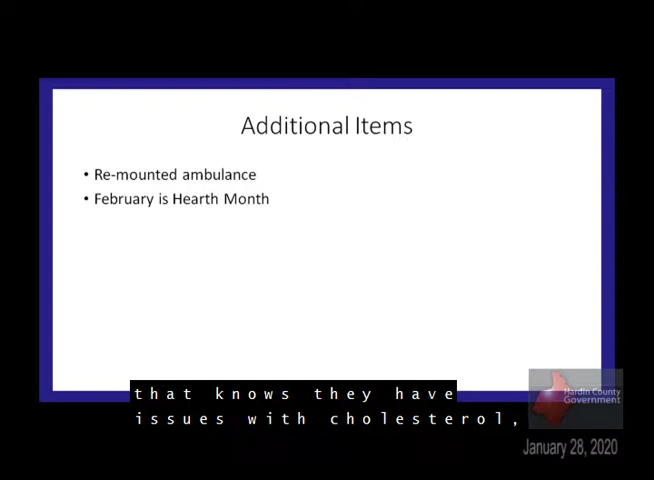 Additional Items
• Re-mounted ambulance
• February is Hearth Month
that knows they have
issues with cholesterol,
Hardin County
Government
January 28, 2020